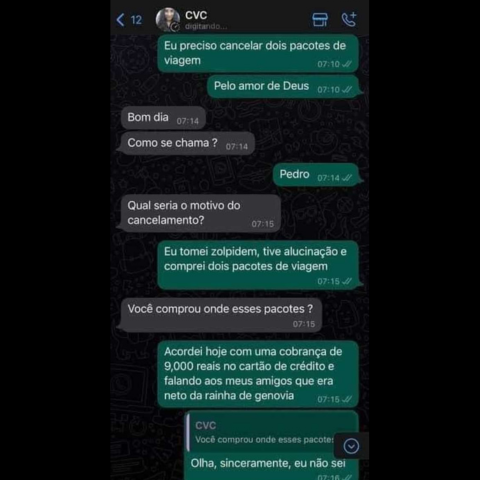 12
CVC
digitando...
Eu preciso cancelar dois pacotes de
viagem
07:10
Pelo amor de Deus 07:10
Bom dia 07:14
Como se chama ? 07:14
Pedro 07:14
Qual seria o motivo do
cancelamento?
07:15
Eu tomei zolpidem, tive alucinação e
comprei dois pacotes de viagem
07:15
Você comprou onde esses pacotes ?
07:15
Acordei hoje com uma cobrança de
9,000 reais no cartão de crédito e
falando aos meus amigos que era
neto da rainha de genovia 07:15
CVC
Você comprou onde esses pacotes
Olha, sinceramente, eu não sei
07:16